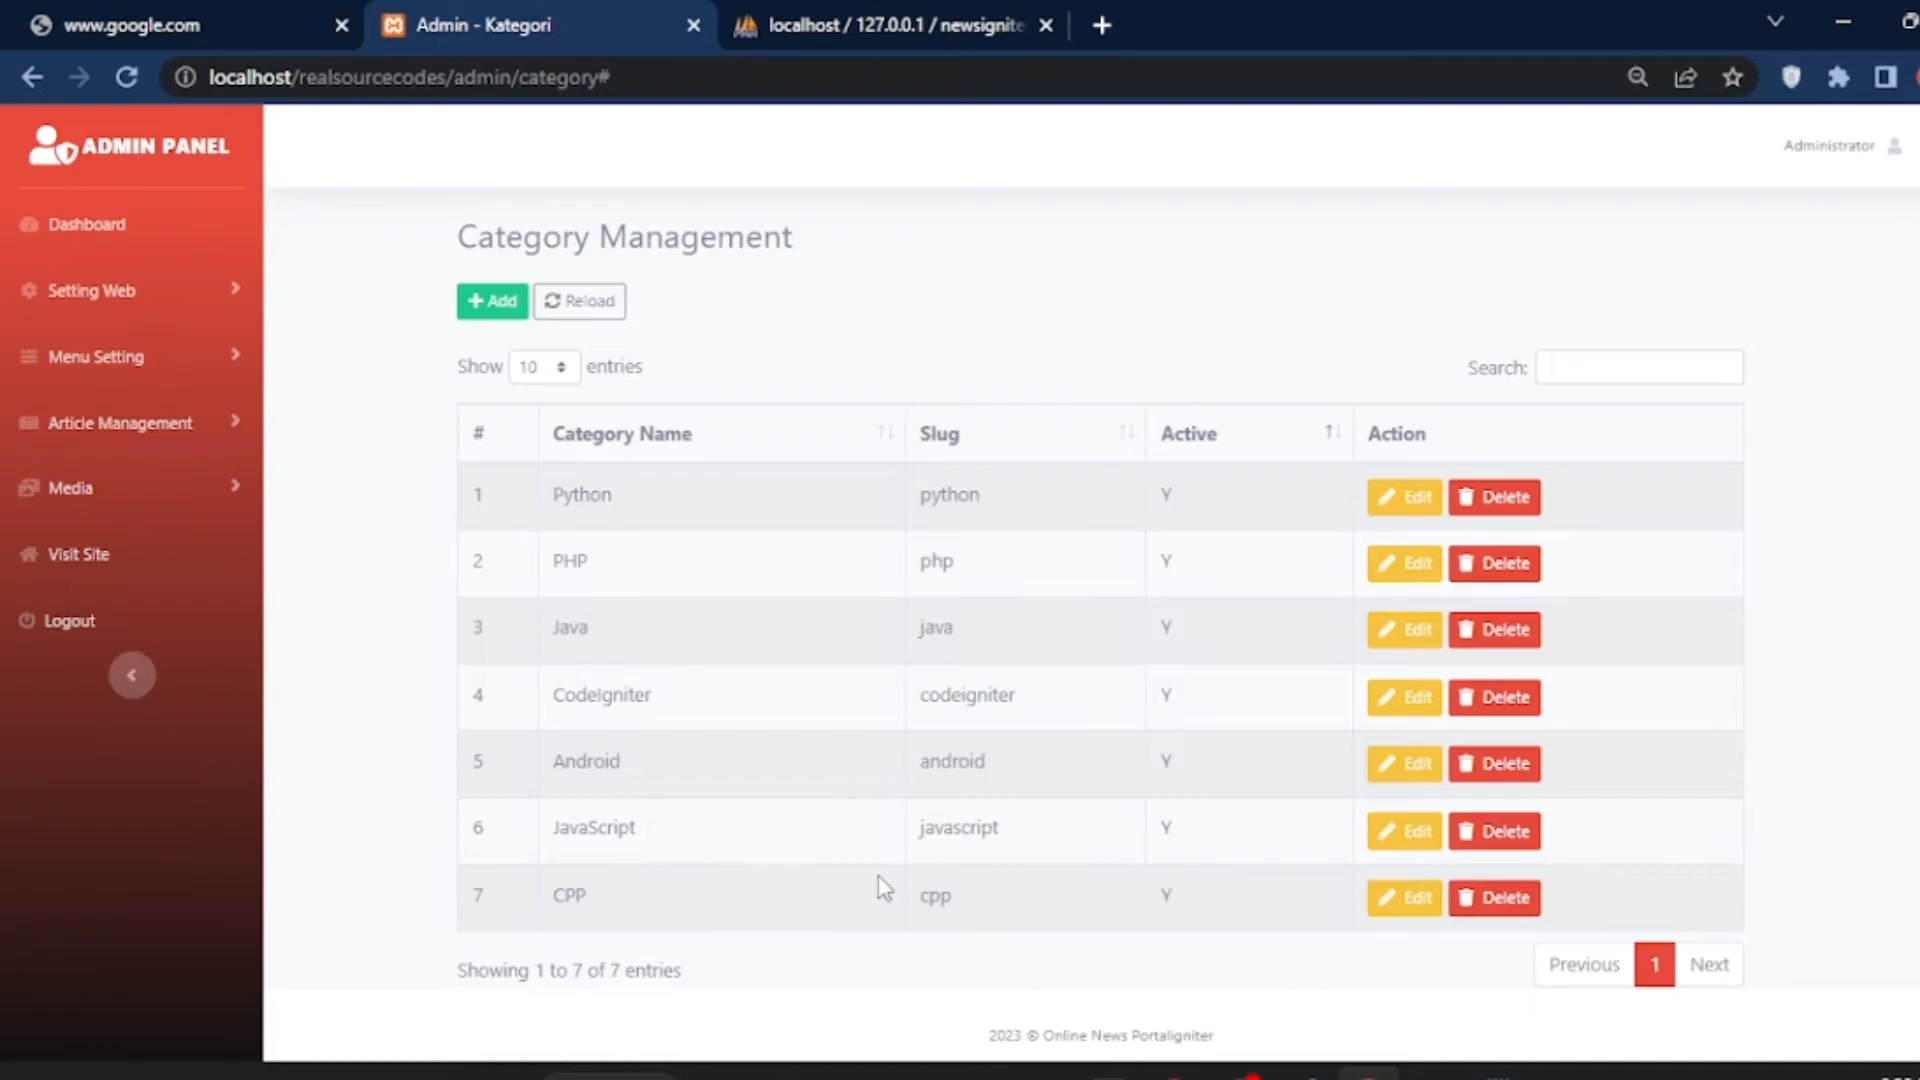 www.google.com
Admin - Kategori
localhost / 127.0.0.1 / newsignite
localhost/realsourcecodes/admin/category#
ADMIN PANEL
Administrator
Dashboard
Setting Web
Menu Setting
Article Management
Media
Visit Site
Logout
Category Management
Add Reload
Show 10 entries
Search:
# Category Name Slug Active Action
1 Python python Y Edit Delete
2 PHP php Y Edit Delete
3 Java java Y Edit Delete
4 CodeIgniter codeigniter Y Edit Delete
5 Android android Y Edit Delete
6 JavaScript javascript Y Edit Delete
7 CPP cpp Y Edit Delete
Showing 1 to 7 of 7 entries
Previous 1 Next
2023 © Online News Portaligniter